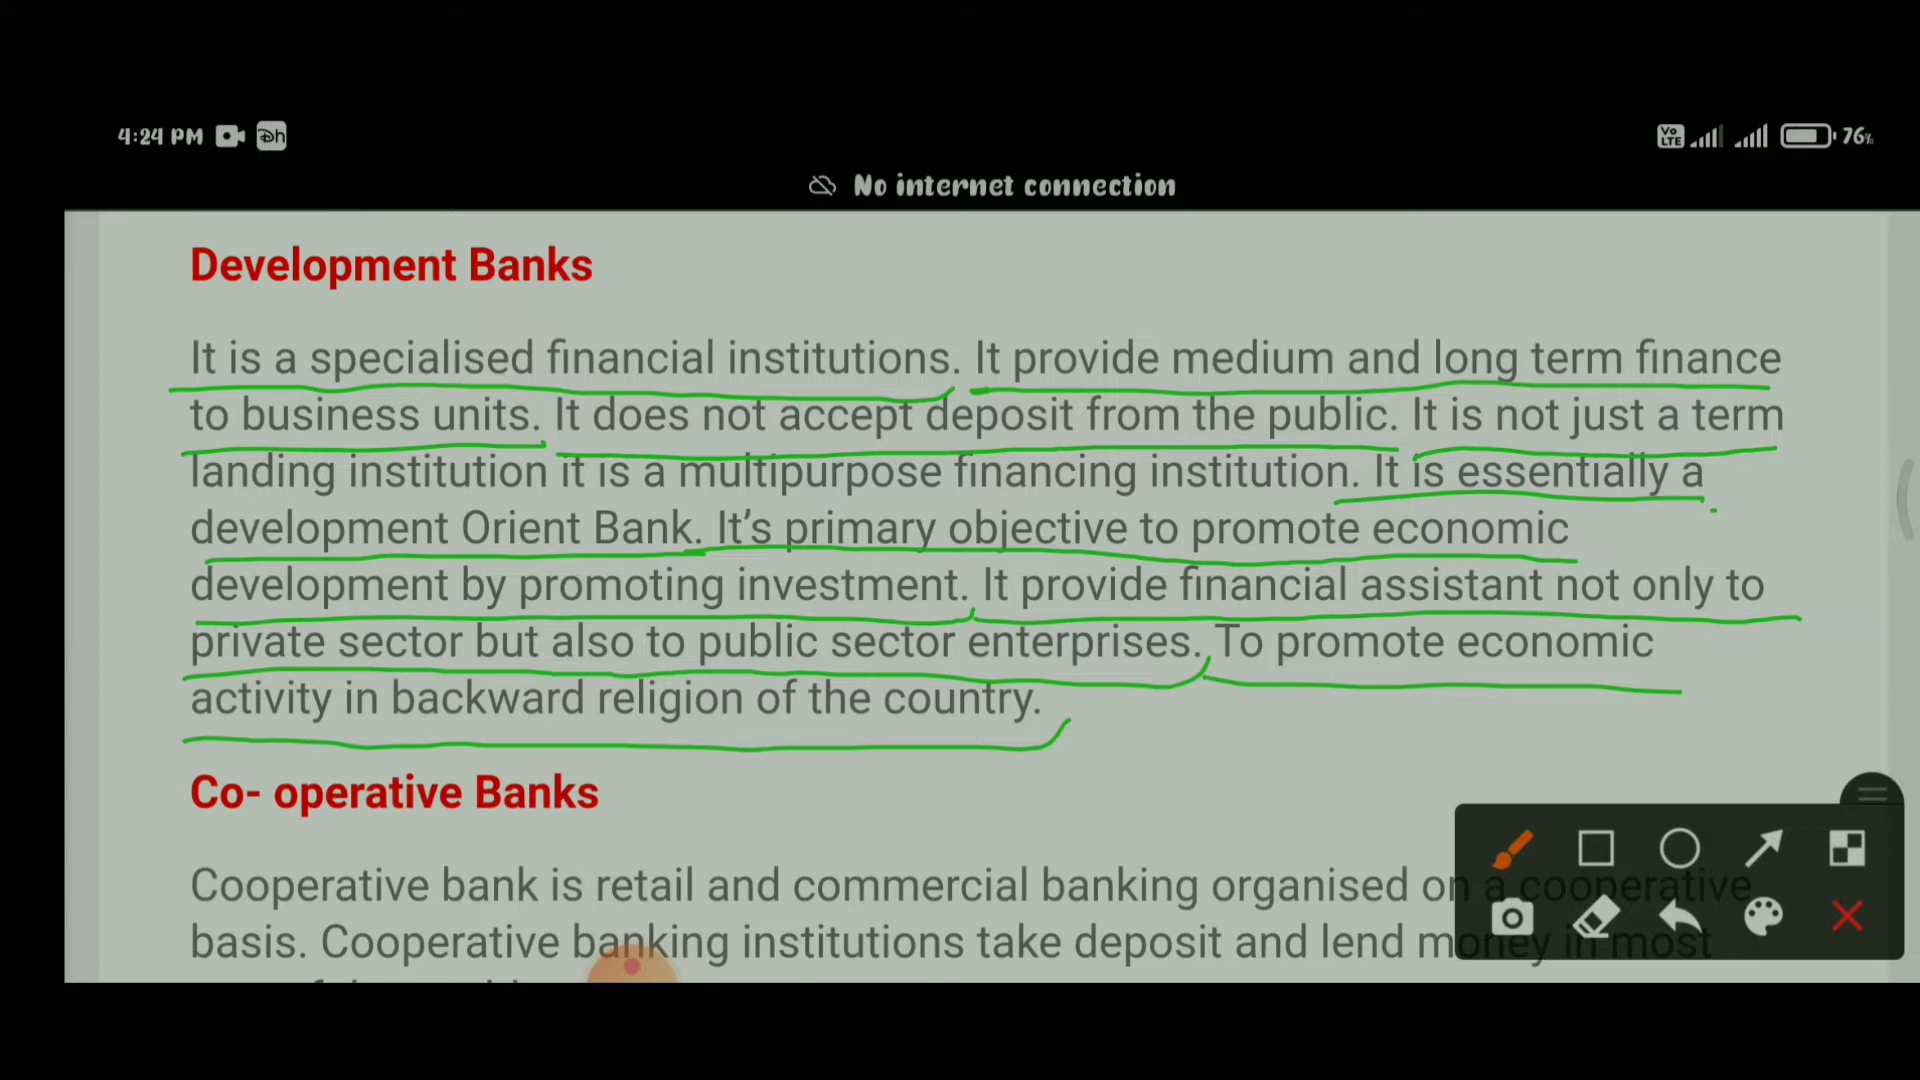 4:24 PM Dh Vo LTE 76%
No internet connection
Development Banks
It is a specialised financial institutions. It provide medium and long term finance
to business units. It does not accept deposit from the public. It is not just a term
landing institution it is a multipurpose financing institution. It is essentially a
development Orient Bank. It's primary objective to promote economic
development by promoting investment. It provide financial assistant not only to
private sector but also to public sector enterprises. To promote economic
activity in backward religion of the country.
Co- operative Banks
Cooperative bank is retail and commercial banking organised on a cooperative
basis. Cooperative banking institutions take deposit and lend money in most